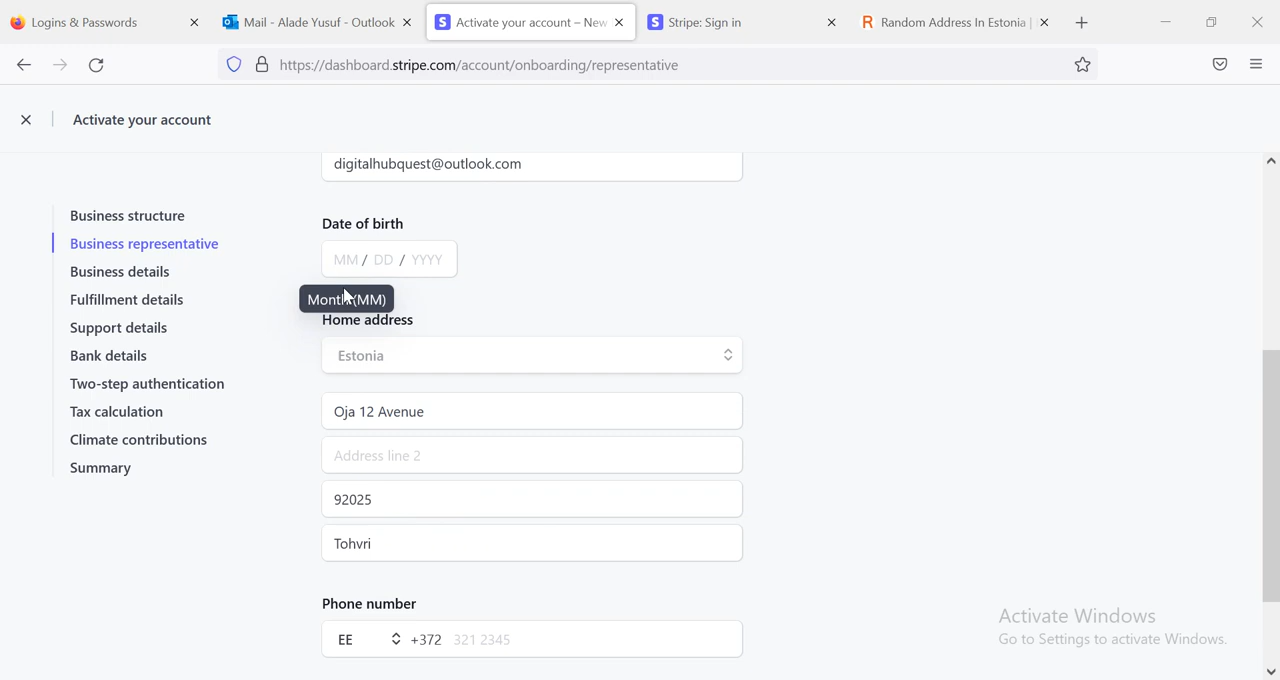 Logins & Passwords
Mail - Alade Yusuf - Outlook
Activate your account – New
Stripe: Sign in
Random Address In Estonia |
https://dashboard.stripe.com/account/onboarding/representative
Activate your account
digitalhubquest@outlook.com
Business structure
Business representative
Business details
Fulfillment details
Support details
Bank details
Two-step authentication
Tax calculation
Climate contributions
Summary
Date of birth
MM / DD / YYYY
Month (MM)
Home address
Estonia
Oja 12 Avenue
Address line 2
92025
Tohvri
Phone number
EE +372 321 2345
Activate Windows
Go to Settings to activate Windows.